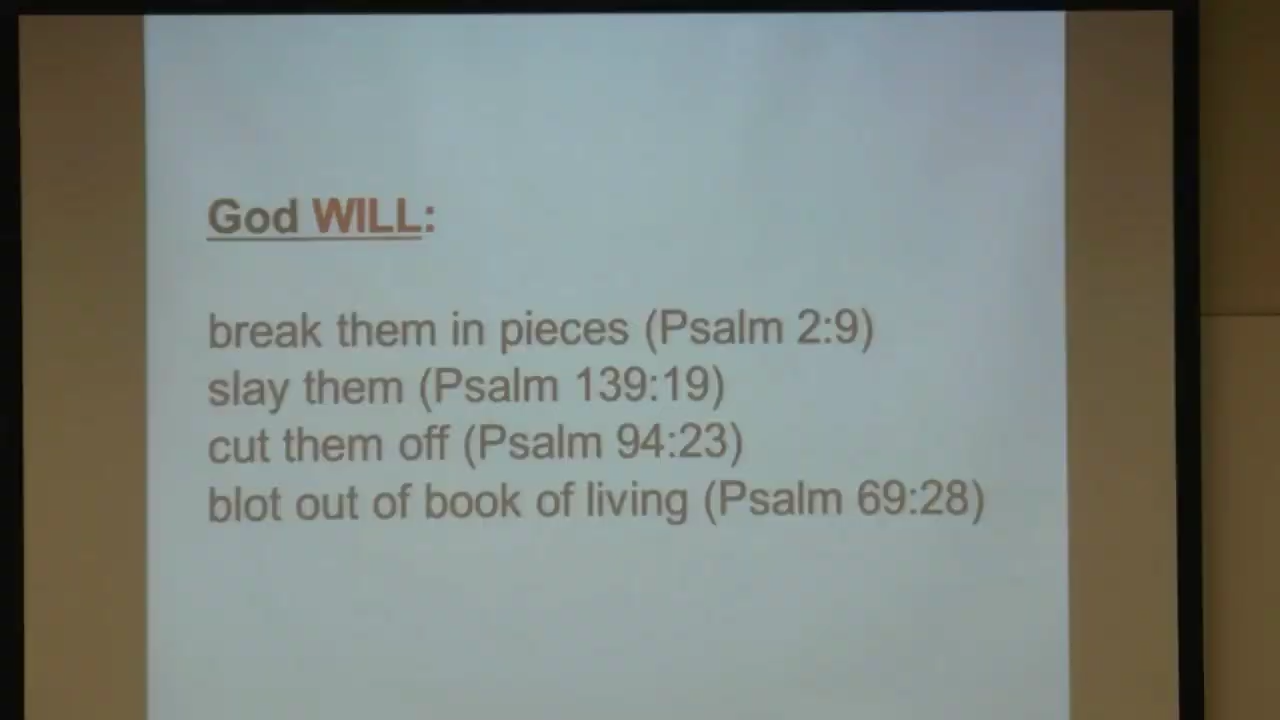 God WILL:
break them in pieces (Psalm 2:9)
slay them (Psalm 139:19)
cut them off (Psalm 94:23)
blot out of book of living (Psalm 69:28)